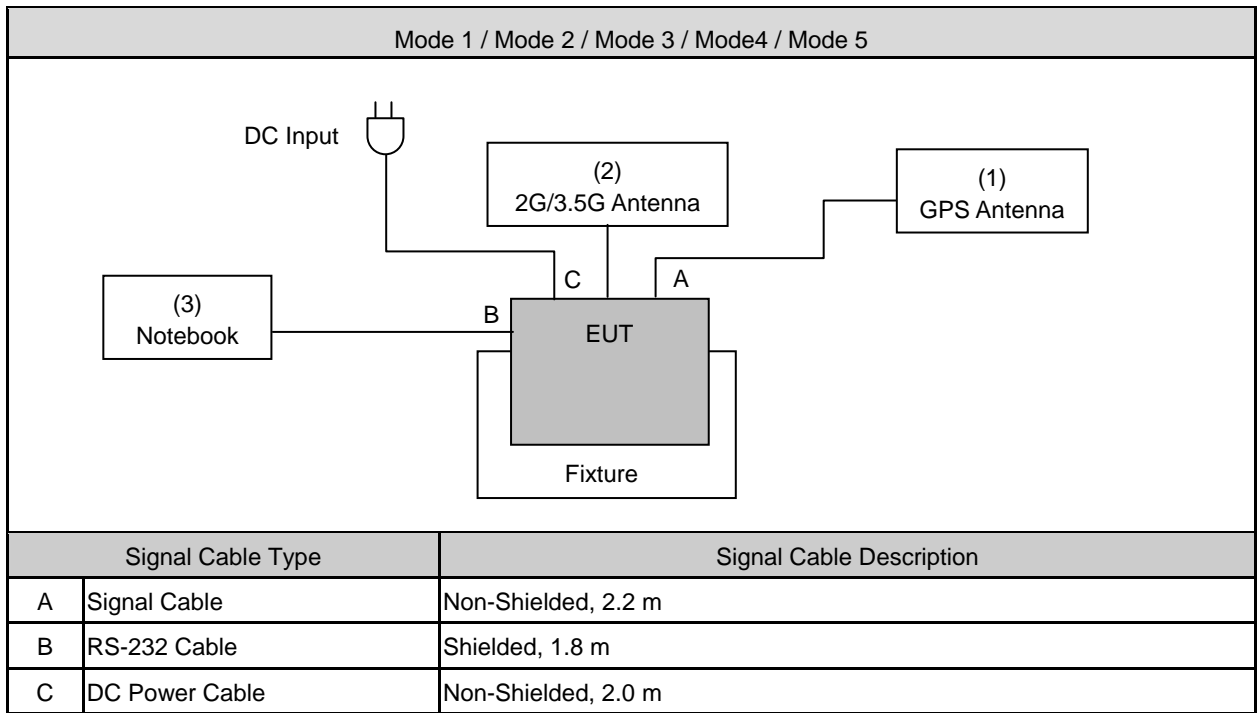 Mode 1 / Mode 2 / Mode 3 / Mode4 / Mode 5
DC Input
(2)
2G/3.5G Antenna
(1)
GPS Antenna
C
A
(3)
Notebook
B
EUT
Fixture
Signal Cable Type Signal Cable Description
A Signal Cable Non-Shielded, 2.2 m
B RS-232 Cable Shielded, 1.8 m
C DC Power Cable Non-Shielded, 2.0 m